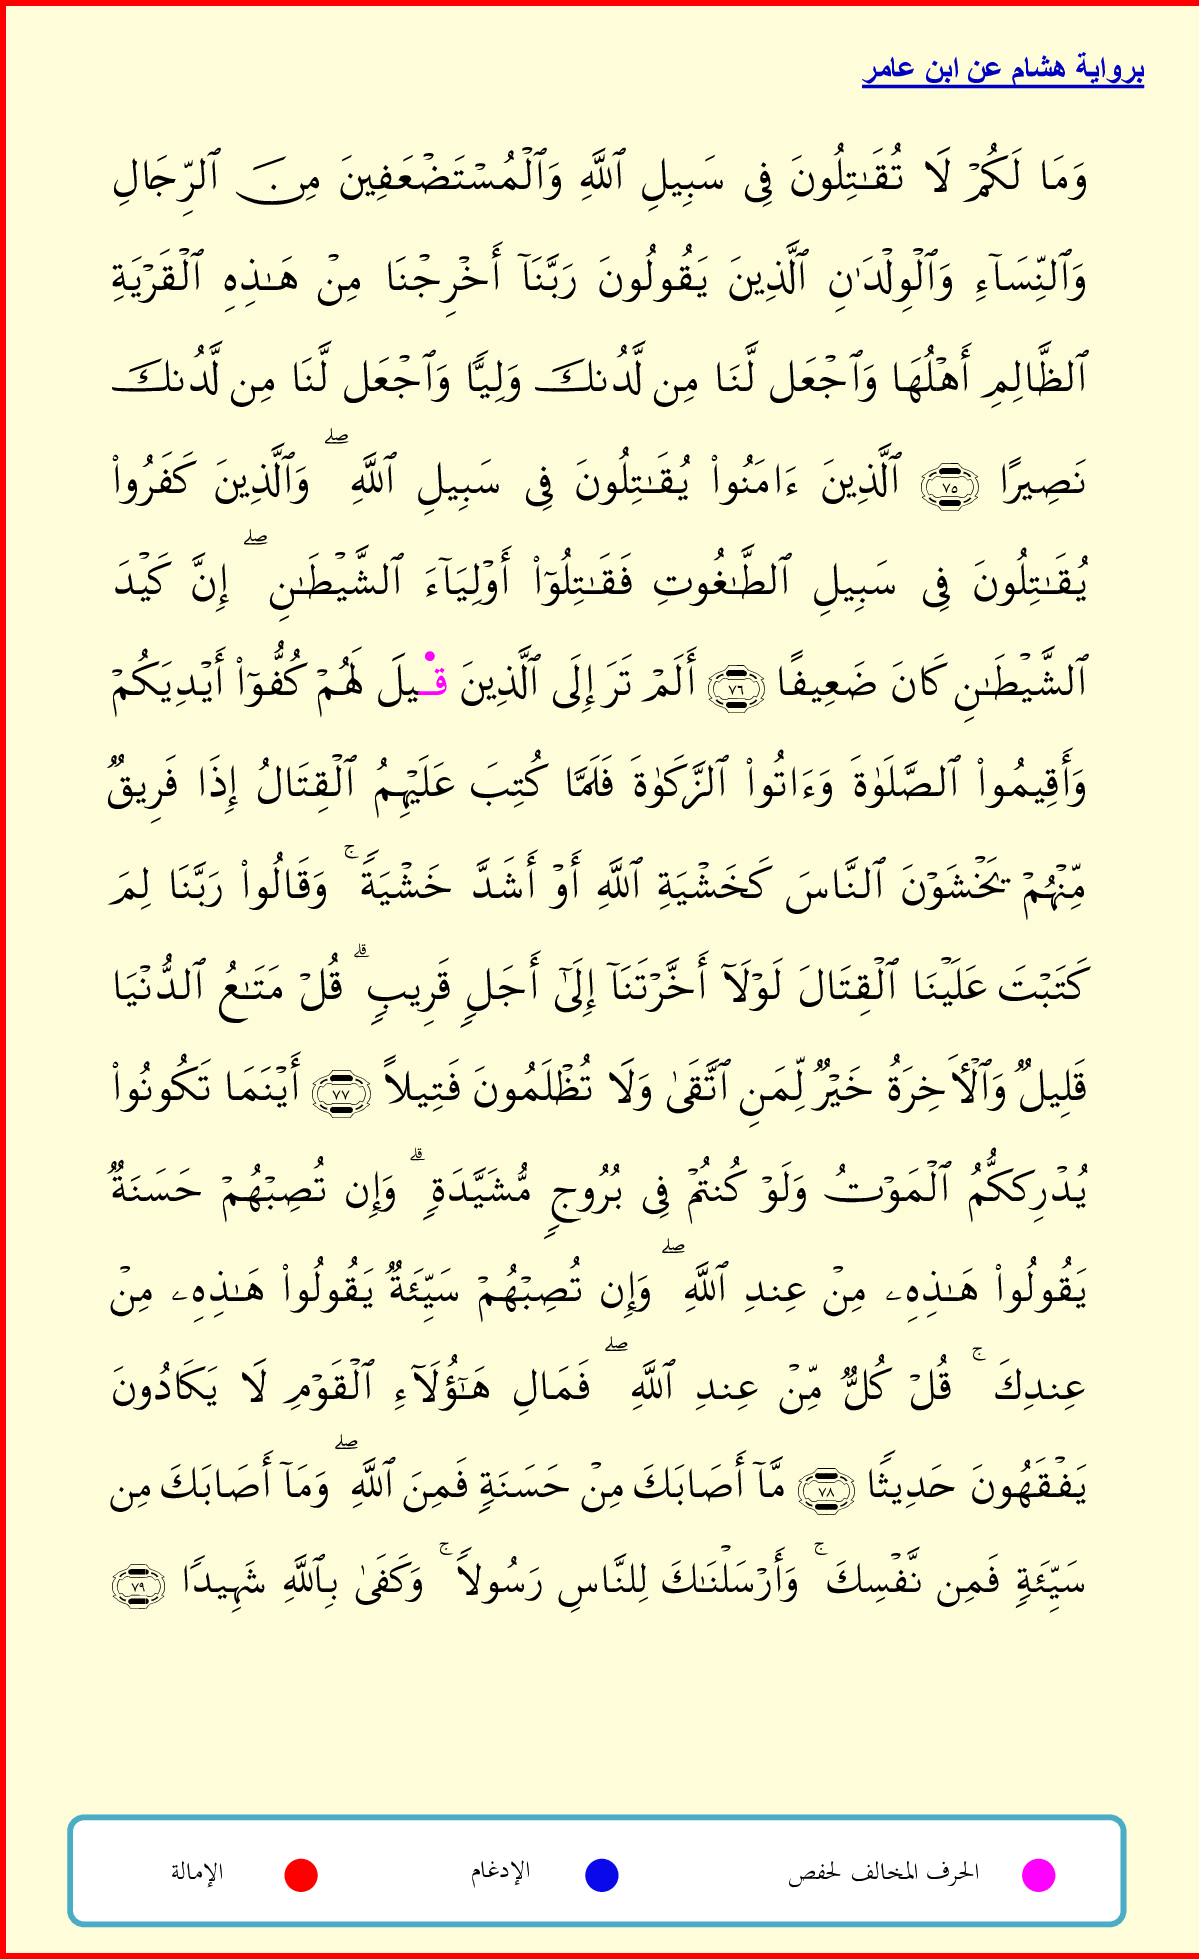 برواية هشام عن ابن عامر
وَمَا لَكُمْ لَا تُقَـٰتِلُونَ فِى سَبِيلِ ٱللَّهِ وَٱلْمُسْتَضْعَفِينَ مِنَ ٱلرِّجَالِ
وَٱلنِّسَآءِ وَٱلْوِلْدَٰنِ ٱلَّذِينَ يَقُولُونَ رَبَّنَآ أَخْرِجْنَا مِنْ هَـٰذِهِ ٱلْقَرْيَةِ
ٱلظَّالِمِ أَهْلُهَا وَٱجْعَل لَّنَا مِن لَّدُنكَ وَلِيًّا وَٱجْعَل لَّنَا مِن لَّدُنكَ
نَصِيرًا ٧٥ ٱلَّذِينَ ءَامَنُوا۟ يُقَـٰتِلُونَ فِى سَبِيلِ ٱللَّهِ ۖ وَٱلَّذِينَ كَفَرُوا۟
يُقَـٰتِلُونَ فِى سَبِيلِ ٱلطَّـٰغُوتِ فَقَـٰتِلُوٓا۟ أَوْلِيَآءَ ٱلشَّيْطَـٰنِ ۖ إِنَّ كَيْدَ
ٱلشَّيْطَـٰنِ كَانَ ضَعِيفًا ٧٦ أَلَمْ تَرَ إِلَى ٱلَّذِينَ قِيلَ لَهُمْ كُفُّوٓا۟ أَيْدِيَكُمْ
وَأَقِيمُوا۟ ٱلصَّلَوٰةَ وَءَاتُوا۟ ٱلزَّكَوٰةَ فَلَمَّا كُتِبَ عَلَيْهِمُ ٱلْقِتَالُ إِذَا فَرِيقٌ
مِّنْهُمْ يَخْشَوْنَ ٱلنَّاسَ كَخَشْيَةِ ٱللَّهِ أَوْ أَشَدَّ خَشْيَةً ۚ وَقَالُوا۟ رَبَّنَا لِمَ
كَتَبْتَ عَلَيْنَا ٱلْقِتَالَ لَوْلَآ أَخَّرْتَنَآ إِلَىٰٓ أَجَلٍ قَرِيبٍ ۗ قُلْ مَتَـٰعُ ٱلدُّنْيَا
قَلِيلٌ وَٱلْأَخِرَةُ خَيْرٌ لِّمَنِ ٱتَّقَىٰ وَلَا تُظْلَمُونَ فَتِيلاً ٧٧ أَيْنَمَا تَكُونُوا۟
يُدْرِككُّمُ ٱلْمَوْتُ وَلَوْ كُنتُمْ فِى بُرُوجٍ مُّشَيَّدَةٍ ۗ وَإِن تُصِبْهُمْ حَسَنَةٌ
يَقُولُوا۟ هَـٰذِهِۦ مِنْ عِندِ ٱللَّهِ ۖ وَإِن تُصِبْهُمْ سَيِّئَةٌ يَقُولُوا۟ هَـٰذِهِۦ مِنْ
عِندِكَ ۚ قُلْ كُلٌّ مِّنْ عِندِ ٱللَّهِ ۖ فَمَالِ هَـٰٓؤُلَآءِ ٱلْقَوْمِ لَا يَكَادُونَ
يَفْقَهُونَ حَدِيثًا ٧٨ مَّآ أَصَابَكَ مِنْ حَسَنَةٍ فَمِنَ ٱللَّهِ ۖ وَمَآ أَصَابَكَ مِن
سَيِّئَةٍ فَمِن نَّفْسِكَ ۚ وَأَرْسَلْنَـٰكَ لِلنَّاسِ رَسُولاً ۚ وَكَفَىٰ بِٱللَّهِ شَهِيدًا ٧٩
الحرف المخالف لحفص الإدغام الإمالة